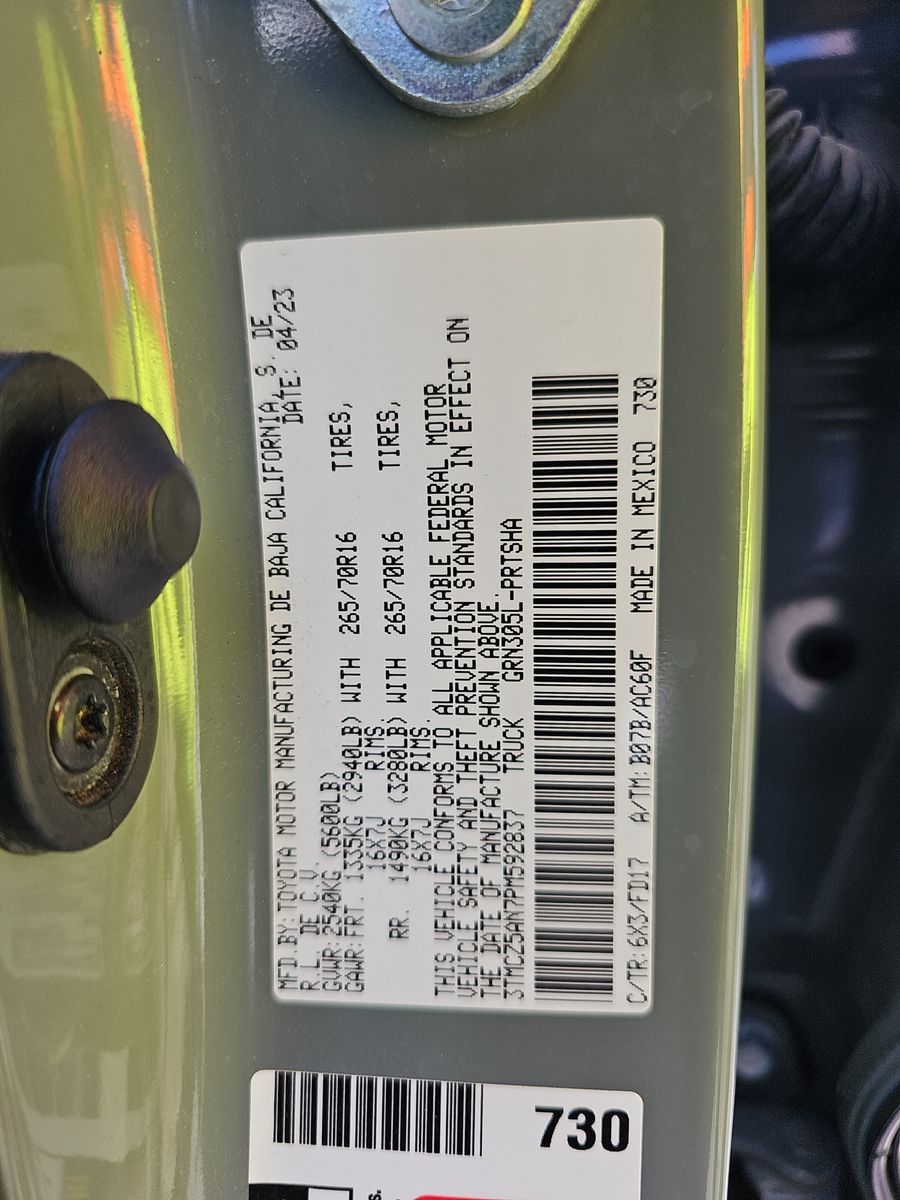 MFD.BY:TOYOTA MOTOR MANUFACTURING DE BAJA CALIFORNIA, S. DE
R.L. DE C.V. DATE: 04/23
GVWR:2540KG (5600LB)
GAWR:FRT. 1335KG (2940LB) WITH 265/70R16 TIRES,
16X7J RIMS
RR. 1490KG (3280LB) WITH 265/70R16 TIRES,
16X7J RIMS.
THIS VEHICLE CONFORMS TO ALL APPLICABLE FEDERAL MOTOR
VEHICLE SAFETY AND THEFT PREVENTION STANDARDS IN EFFECT ON
THE DATE OF MANUFACTURE SHOWN ABOVE.
3TMCZ5AN7PM592837 TRUCK GRN305L-PRTSHA
C/TR:6X3/FD17 A/TM:B07B/AC60F MADE IN MEXICO 730
730